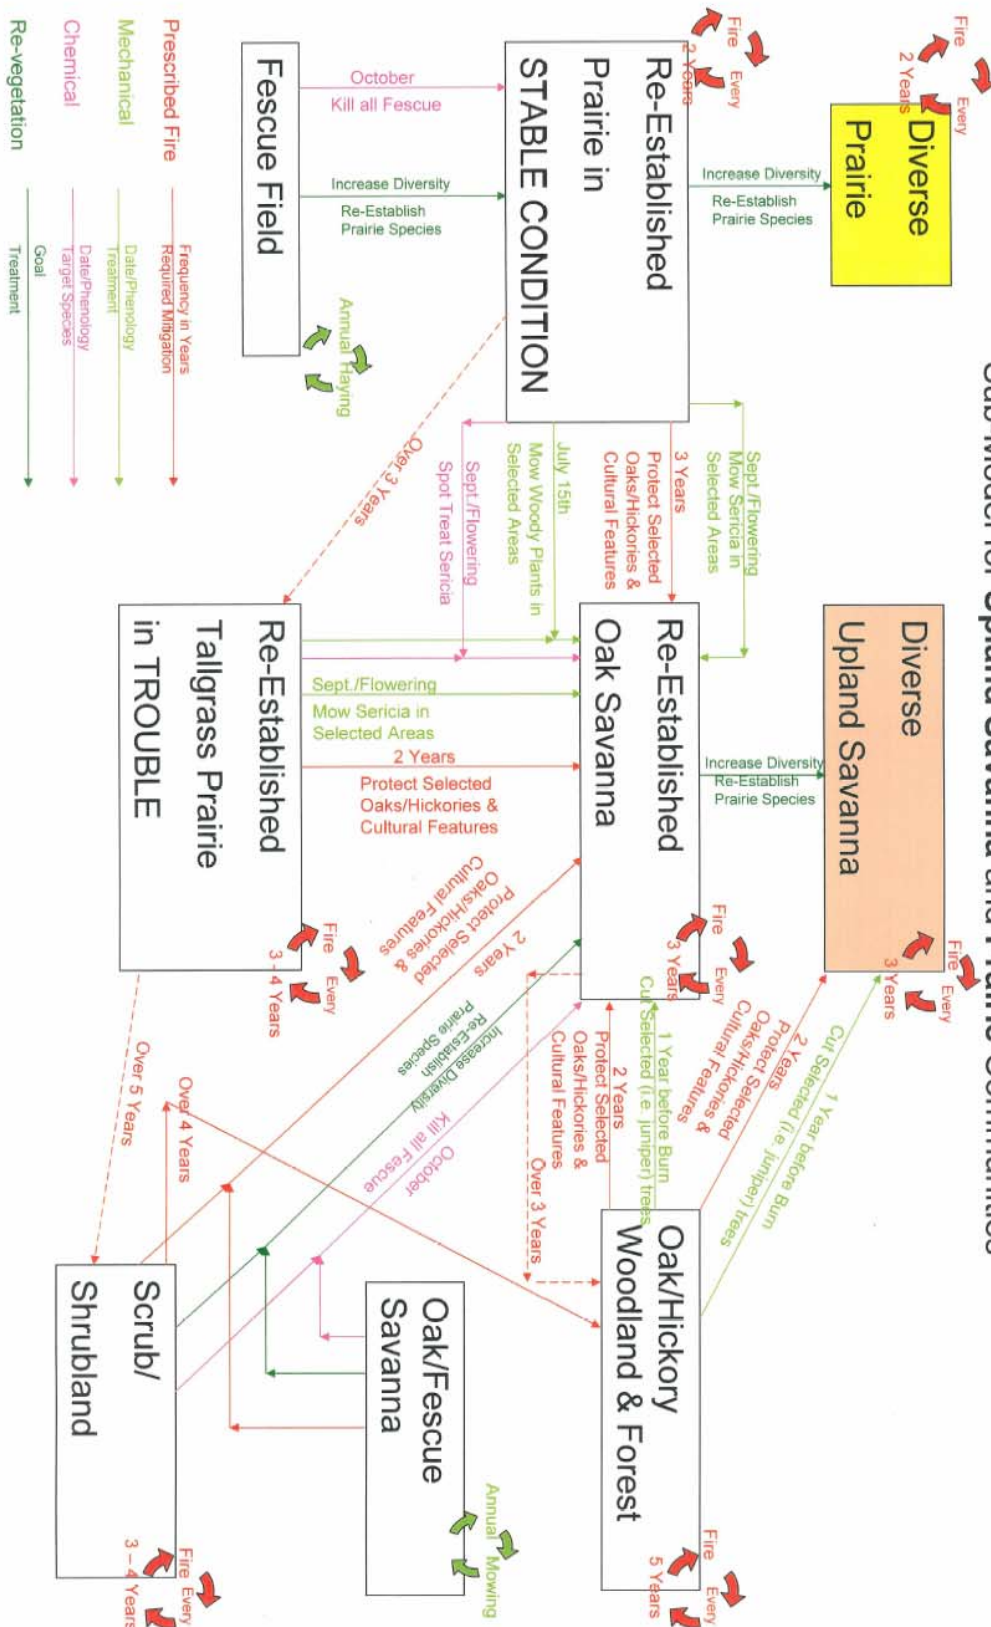 Sub-Model for Upland Savanna and Prairie Communities
Diverse
Prairie
Fire
Every
2 Years
Diverse
Upland Savanna
Fire
Every
3 Years
Increase Diversity
Re-Establish
Prairie Species
Increase Diversity
Re-Establish
Prairie Species
Re-Established
Prairie in
STABLE CONDITION
Fire
Every
2 Years
Sept./Flowering
Mow Sericia in
Selected Areas
3 Years
Protect Selected
Oaks/Hickories &
Cultural Features
July 15th
Mow Woody Plants in
Selected Areas
Sept./Flowering
Spot Treat Sericia
Re-Established
Oak Savanna
Fire
Every
3 Years
1 Year before Burn
Cut Selected (i.e. juniper) trees
2 Years
Protect Selected
Oaks/Hickories &
Cultural Features
Over 3 Years
2 Years
Protect Selected
Oaks/Hickories &
Cultural Features
1 Year before Burn
Cut Selected (i.e. juniper) trees
Oak/Hickory
Woodland & Forest
Fire
Every
5 Years
October
Kill all Fescue
Increase Diversity
Re-Establish
Prairie Species
Over 3 Years
Sept./Flowering
Mow Sericia in
Selected Areas
2 Years
Protect Selected
Oaks/Hickories &
Cultural Features
2 Years
Protect Selected
Oaks/Hickories &
Cultural Features
Increase Diversity
Re-Establish
Prairie Species
October
Kill all Fescue
Oak/Fescue
Savanna
Annual Mowing
Fescue Field
Annual Haying
Re-Established
Tallgrass Prairie
in TROUBLE
Fire
Every
3 – 4 Years
Over 5 Years
Over 4 Years
Scrub/
Shrubland
Fire
Every
3 – 4 Years
Prescribed Fire
Frequency in Years
Required Mitigation
Mechanical
Date/Phenology
Treatment
Chemical
Date/Phenology
Target Species
Re-vegetation
Goal
Treatment